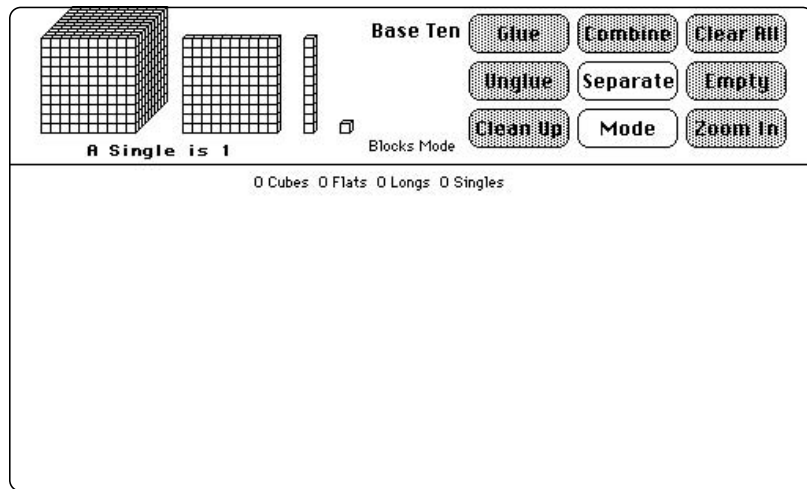 Base Ten
Glue Combine Clear All
Unglue Separate Empty
Clean Up Mode Zoom In
A Single is 1
Blocks Mode
0 Cubes 0 Flats 0 Longs 0 Singles